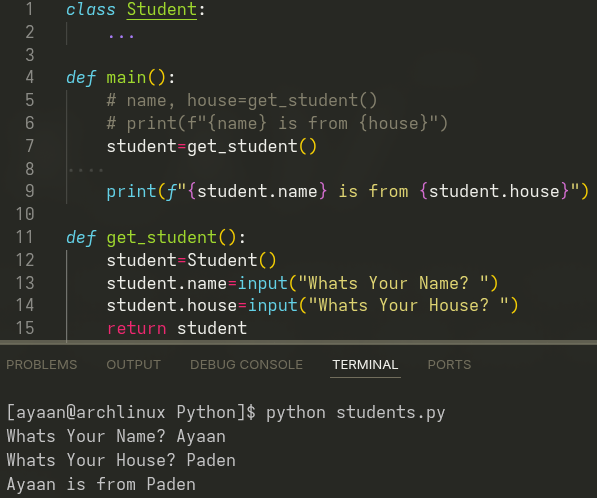 1 class Student:
2     ...
3
4 def main():
5     # name, house=get_student()
6     # print(f"{name} is from {house}")
7     student=get_student()
8 ....
9     print(f"{student.name} is from {student.house}")
10
11 def get_student():
12     student=Student()
13     student.name=input("Whats Your Name? ")
14     student.house=input("Whats Your House? ")
15     return student
PROBLEMS OUTPUT DEBUG CONSOLE TERMINAL PORTS
[ayaan@archlinux Python]$ python students.py
Whats Your Name? Ayaan
Whats Your House? Paden
Ayaan is from Paden